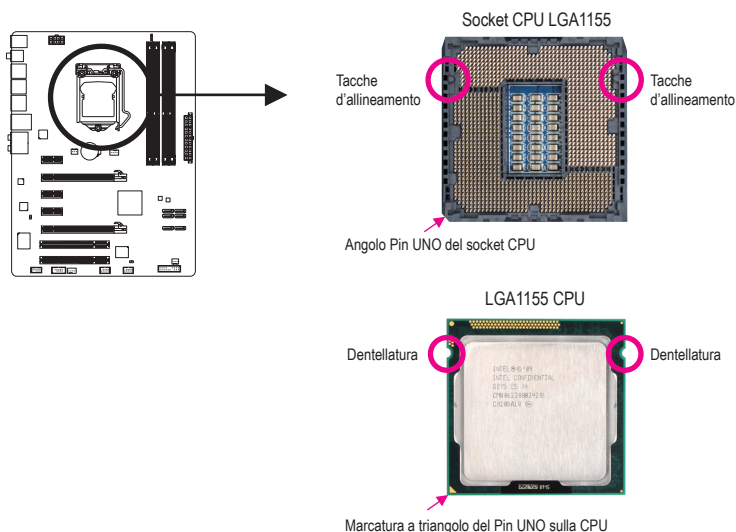 Socket CPU LGA1155
Tacche
d'allineamento
Tacche
d'allineamento
Angolo Pin UNO del socket CPU
LGA1155 CPU
Dentellatura
Dentellatura
INTEL CONFIDENTIAL
Marcatura a triangolo del Pin UNO sulla CPU